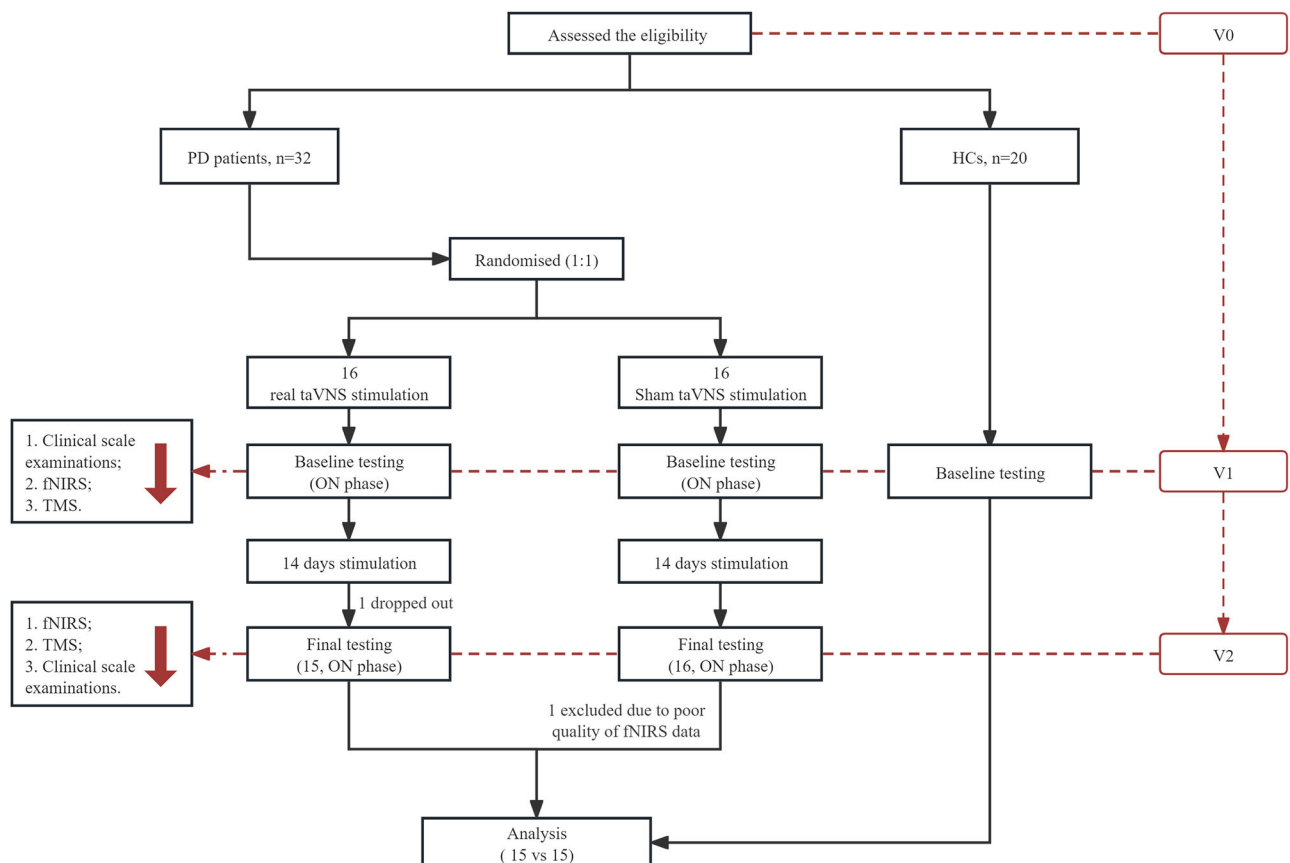 Assessed the eligibility
V0
PD patients, n=32
HCs, n=20
Randomised (1:1)
16
real taVNS stimulation
16
Sham taVNS stimulation
1. Clinical scale
examinations;
2. fNIRS;
3. TMS.
Baseline testing
(ON phase)
Baseline testing
(ON phase)
Baseline testing
V1
14 days stimulation
14 days stimulation
1 dropped out
1. fNIRS;
2. TMS;
3. Clinical scale
examinations.
Final testing
(15, ON phase)
Final testing
(16, ON phase)
V2
1 excluded due to poor
quality of fNIRS data
Analysis
( 15 vs 15)